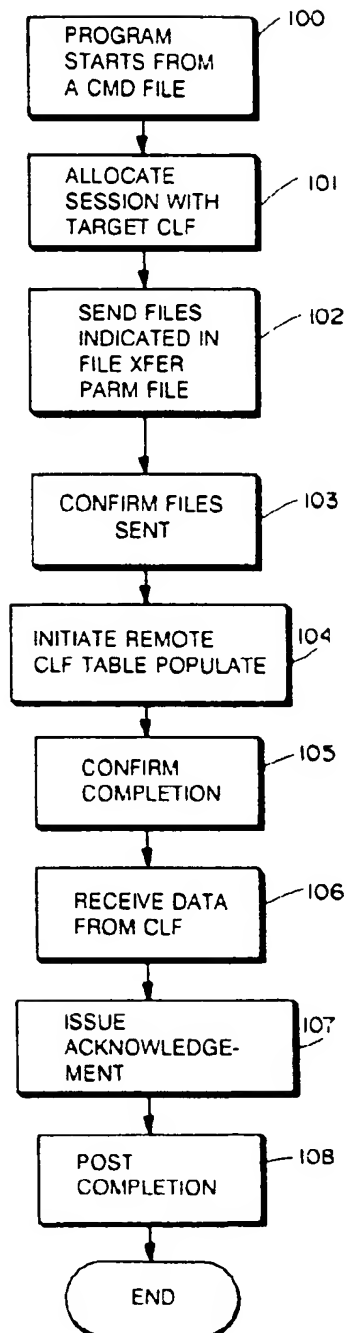 100
PROGRAM
STARTS FROM
A CMD FILE
101
ALLOCATE
SESSION WITH
TARGET CLF
102
SEND FILES
INDICATED IN
FILE XFER
PARM FILE
103
CONFIRM FILES
SENT
104
INITIATE REMOTE
CLF TABLE POPULATE
105
CONFIRM
COMPLETION
106
RECEIVE DATA
FROM CLF
107
ISSUE
ACKNOWLEDGE-
MENT
108
POST
COMPLETION
END